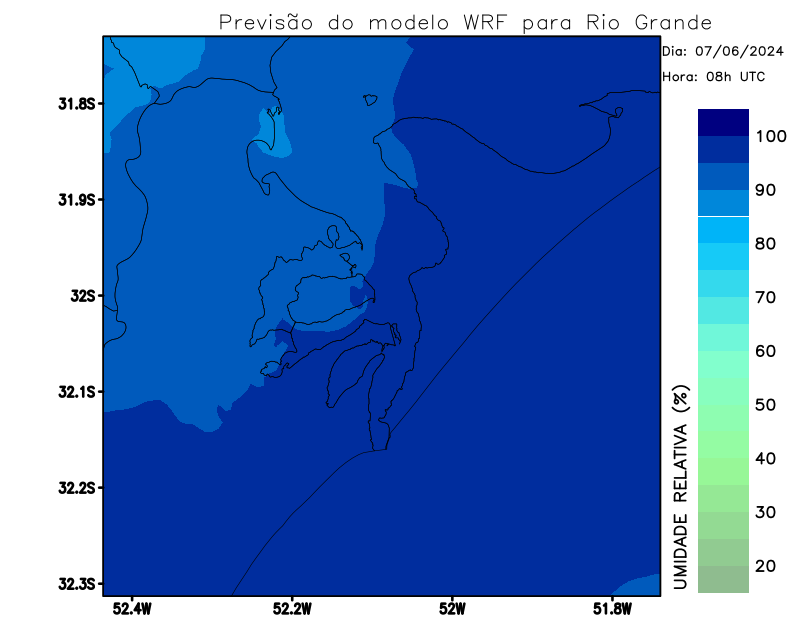 Previsão do modelo WRF para Rio Grande
Dia: 07/06/2024
Hora: 08h UTC
31.8S
31.9S
32S
32.1S
32.2S
32.3S
52.4W
52.2W
52W
51.8W
100
90
80
70
60
50
40
30
20
UMIDADE RELATIVA (%)